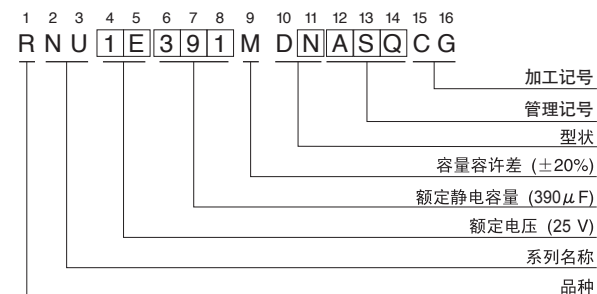 1 2 3 4 5 6 7 8 9 10 11 12 13 14 15 16
R N U 1 E 3 9 1 M D N A S Q C G
加工记号
管理记号
型状
容量容许差 (±20%)
额定静电容量 (390μF)
额定电压 (25 V)
系列名称
品种